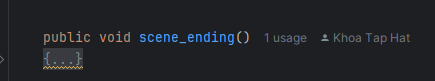 public void scene_ending() 1 usage Khoa Tap Hat
{...}